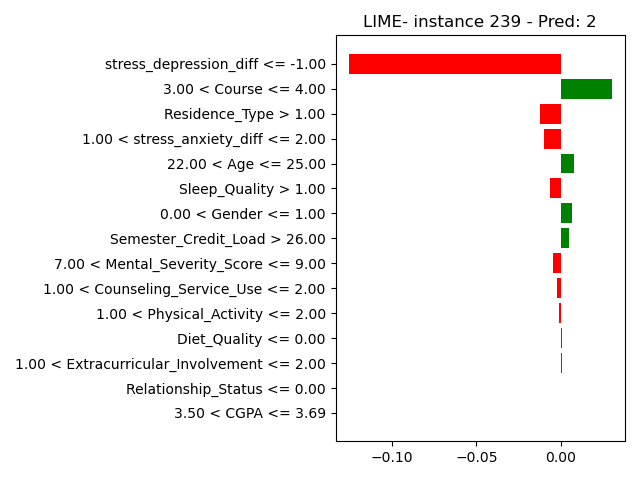 LIME- instance 239 - Pred: 2
stress_depression_diff <= -1.00
3.00 < Course <= 4.00
Residence_Type > 1.00
1.00 < stress_anxiety_diff <= 2.00
22.00 < Age <= 25.00
Sleep_Quality > 1.00
0.00 < Gender <= 1.00
Semester_Credit_Load > 26.00
7.00 < Mental_Severity_Score <= 9.00
1.00 < Counseling_Service_Use <= 2.00
1.00 < Physical_Activity <= 2.00
Diet_Quality <= 0.00
1.00 < Extracurricular_Involvement <= 2.00
Relationship_Status <= 0.00
3.50 < CGPA <= 3.69
−0.10 −0.05 0.00